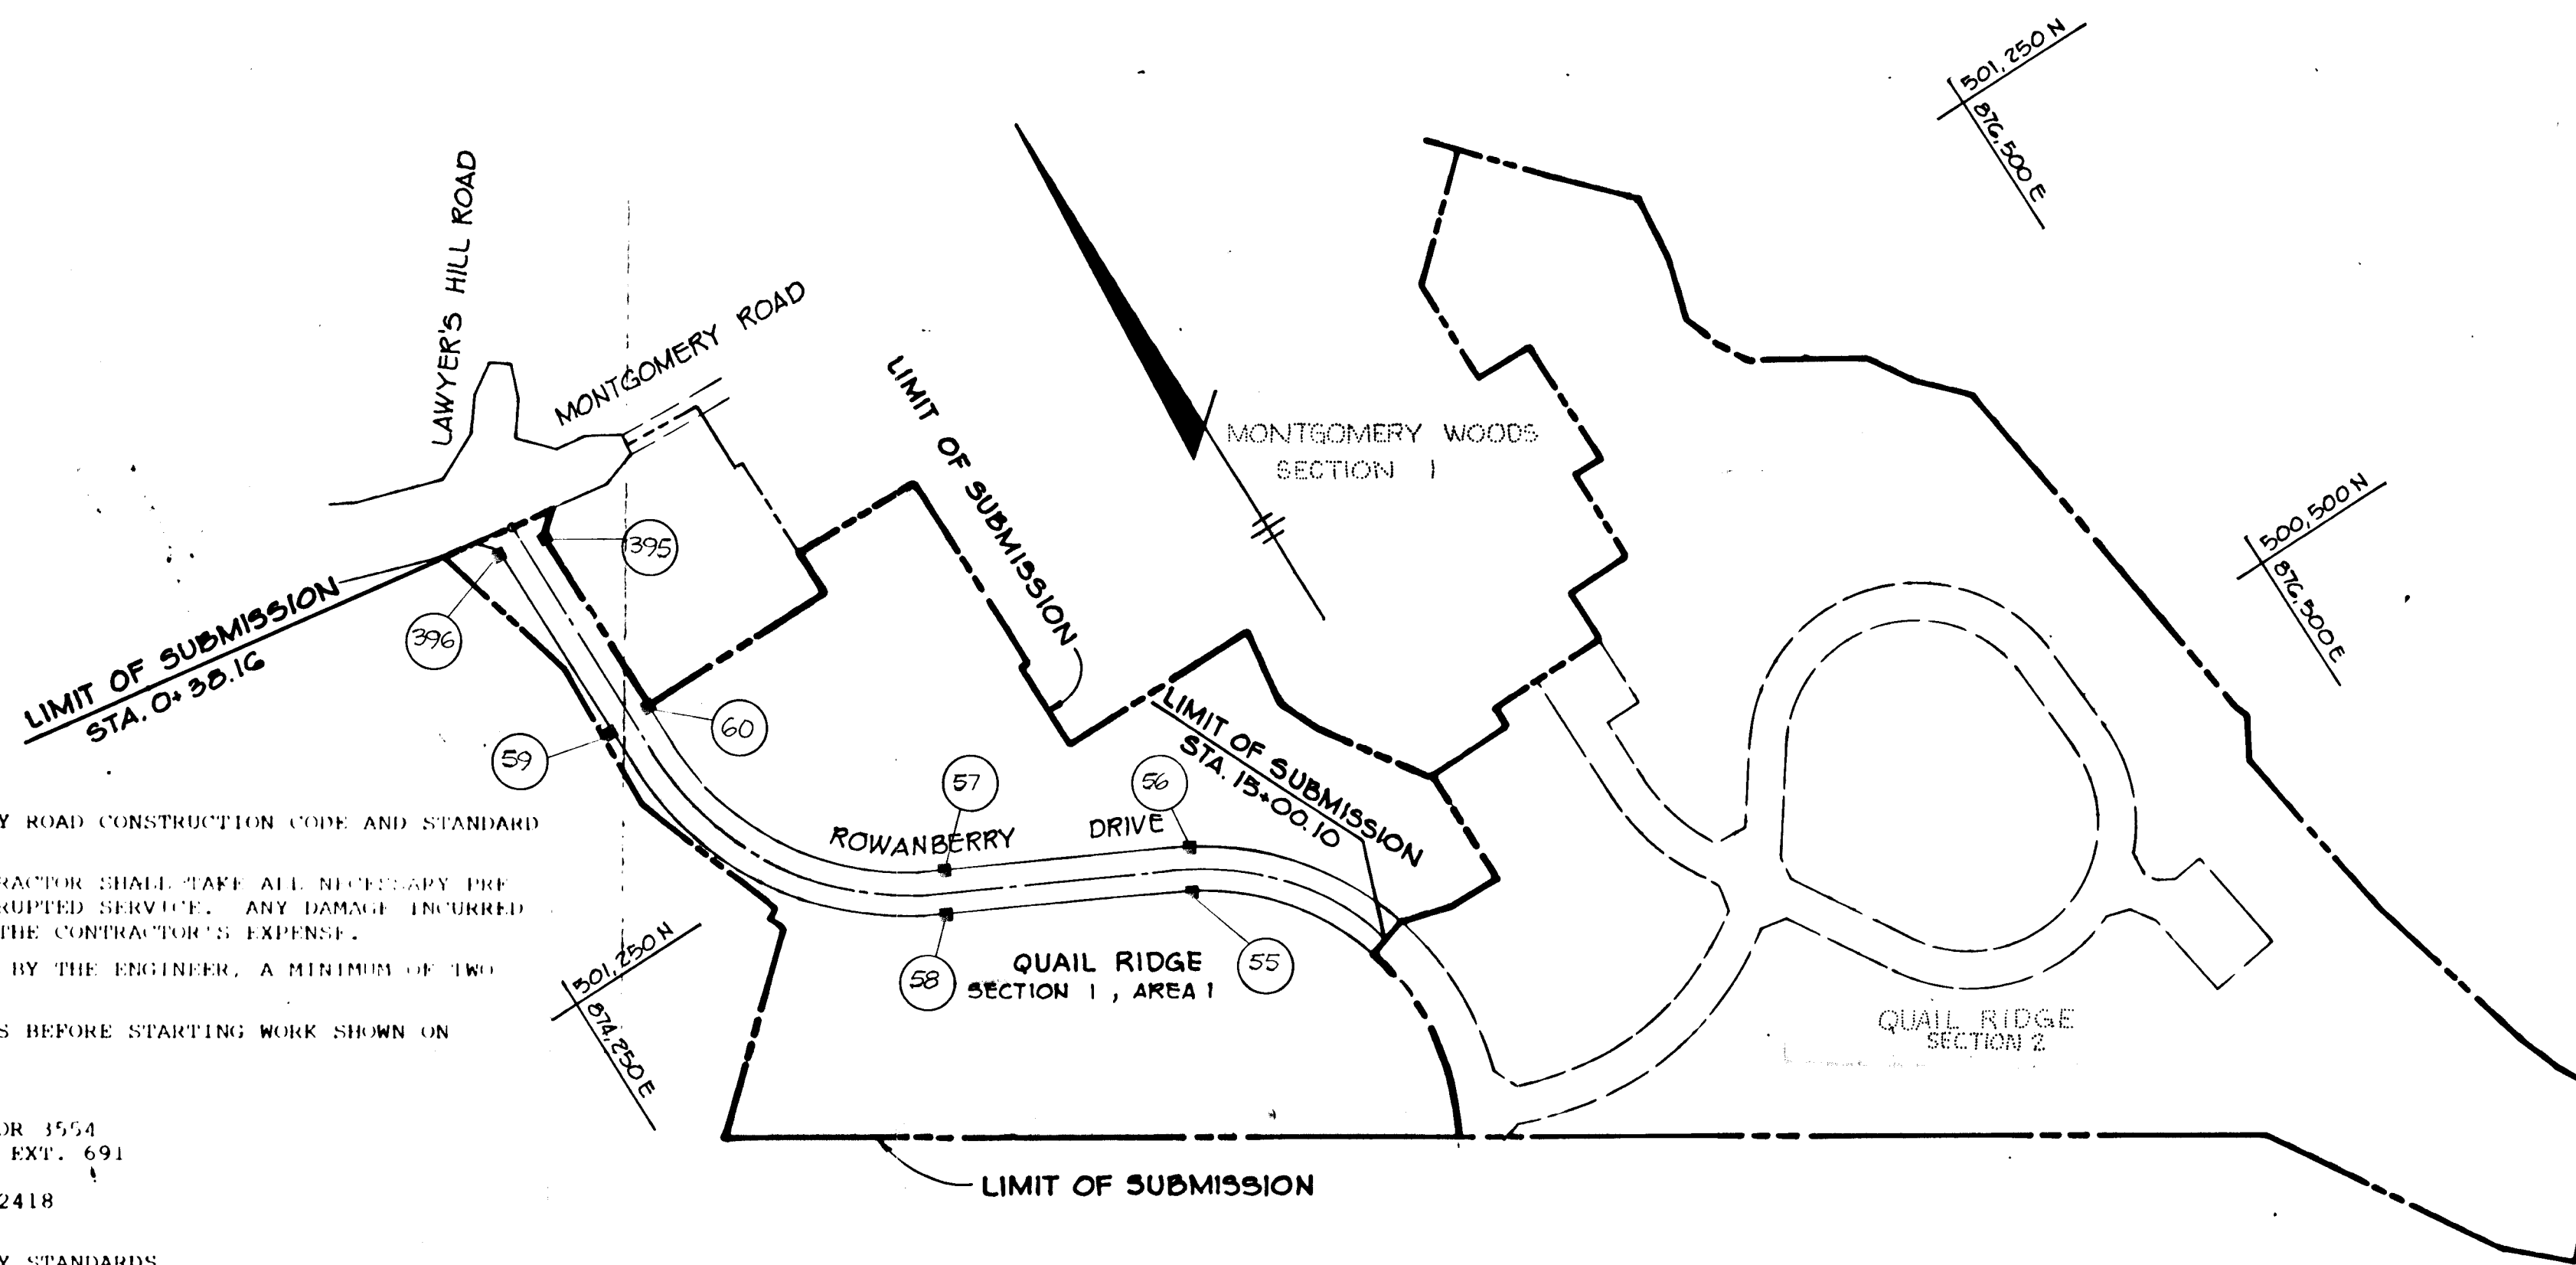 501,250 N
876,500 E
LAWYER'S HILL ROAD
MONTGOMERY ROAD
LIMIT OF SUBMISSION
MONTGOMERY WOODS
SECTION 1
500,500 N
876,500 E
395
396
LIMIT OF SUBMISSION
STA. 0+38.16
60
59
LIMIT OF SUBMISSION
STA. 15+00.10
57
56
ROWANBERRY DRIVE
Y ROAD CONSTRUCTION CODE AND STANDARD
RACTOR SHALL TAKE ALL NECESSARY PRE
RUPTED SERVICE. ANY DAMAGE INCURRED
THE CONTRACTOR'S EXPENSE.
BY THE ENGINEER, A MINIMUM OF TWO
S BEFORE STARTING WORK SHOWN ON
OR 3554
EXT. 691
2418
Y STANDARDS
501,250 N
874,250 E
58
QUAIL RIDGE
SECTION 1, AREA 1
55
QUAIL RIDGE
SECTION 2
LIMIT OF SUBMISSION